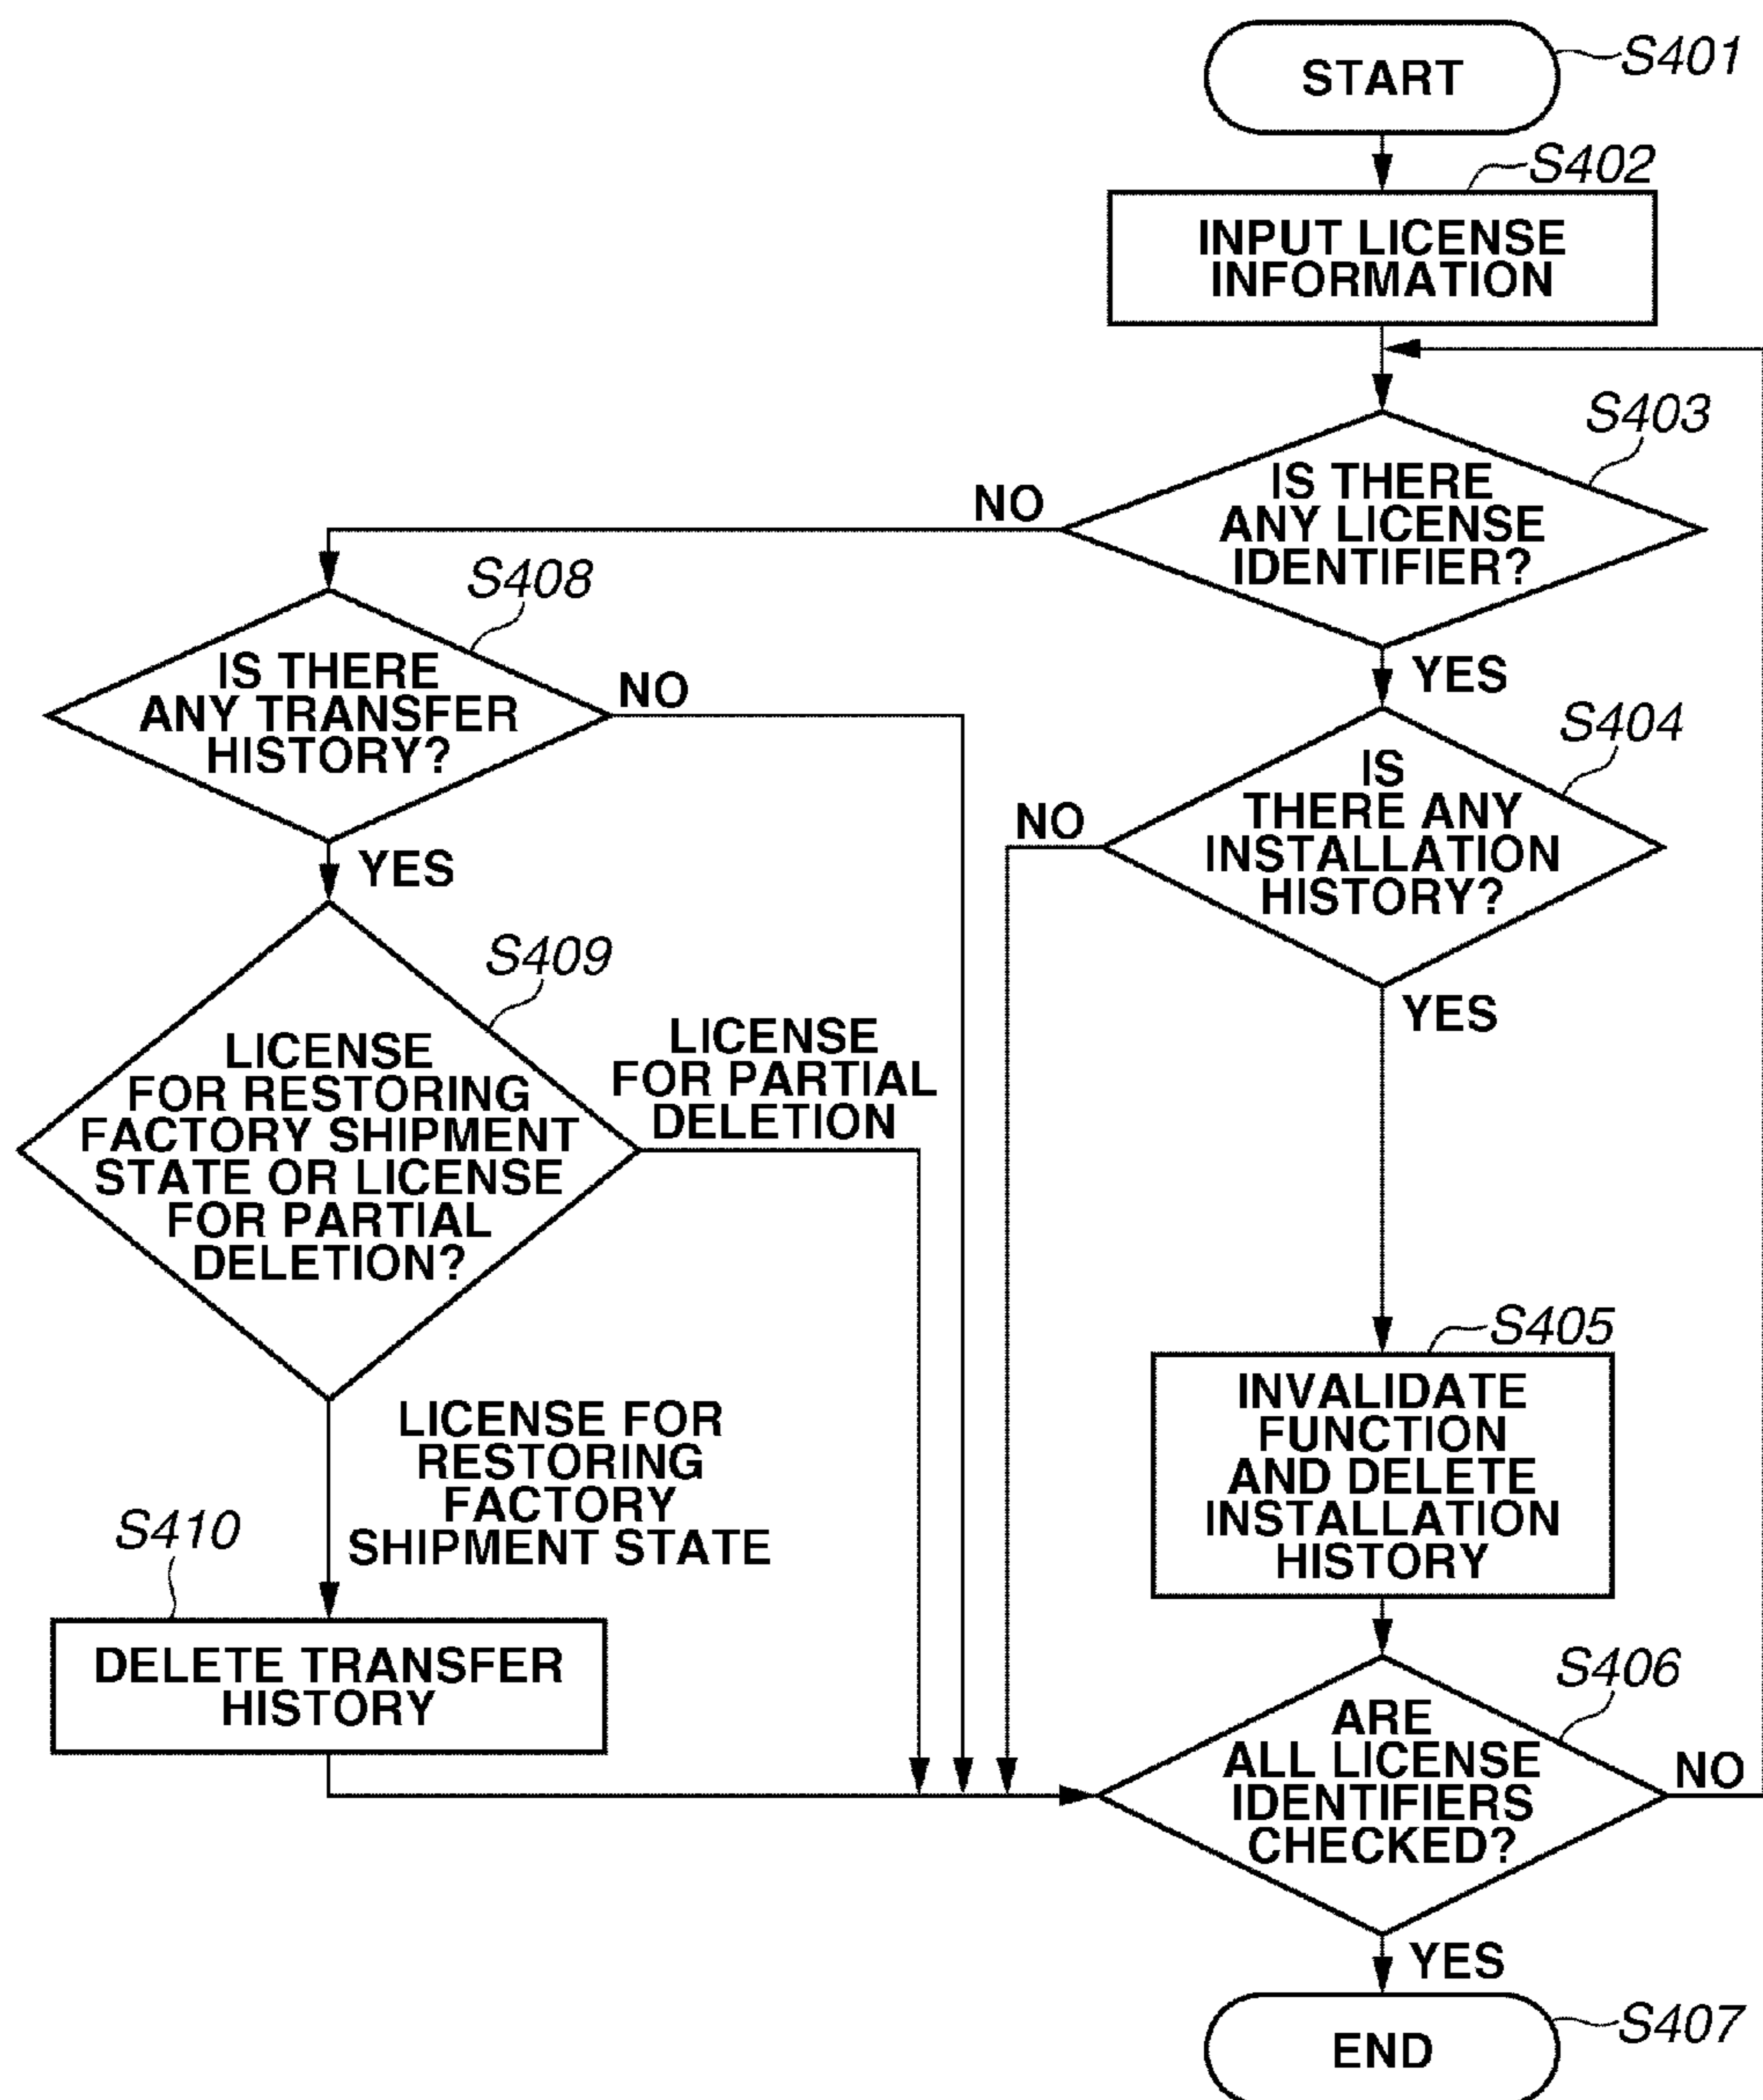 START
S401
S402
INPUT LICENSE
INFORMATION
S403
IS THERE
ANY LICENSE
IDENTIFIER?
NO
YES
S408
IS THERE
ANY TRANSFER
HISTORY?
NO
YES
S404
IS
THERE ANY
INSTALLATION
HISTORY?
NO
YES
S409
LICENSE
FOR RESTORING
FACTORY SHIPMENT
STATE OR LICENSE
FOR PARTIAL
DELETION?
LICENSE
FOR PARTIAL
DELETION
LICENSE FOR
RESTORING
FACTORY
SHIPMENT STATE
S405
INVALIDATE
FUNCTION
AND DELETE
INSTALLATION
HISTORY
S410
DELETE TRANSFER
HISTORY
S406
ARE
ALL LICENSE
IDENTIFIERS
CHECKED?
NO
YES
END
S407